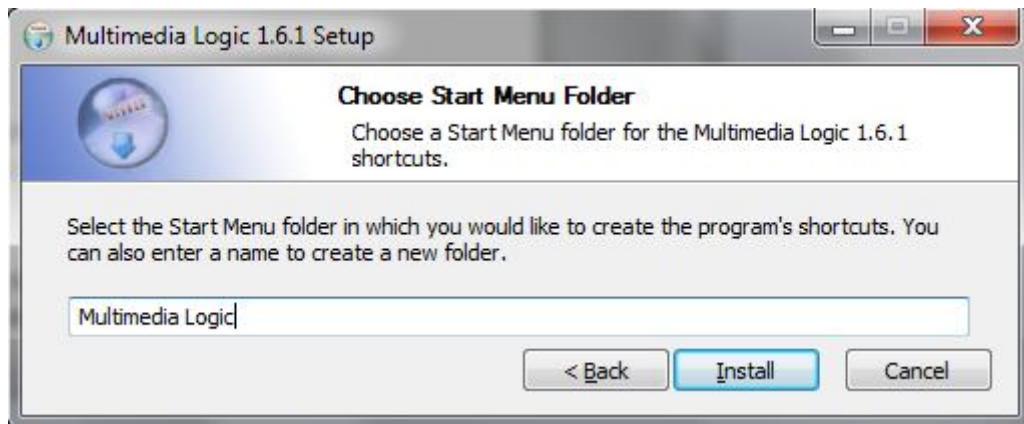 Multimedia Logic 1.6.1 Setup
Choose Start Menu Folder
Choose a Start Menu folder for the Multimedia Logic 1.6.1
shortcuts.
Select the Start Menu folder in which you would like to create the program's shortcuts. You
can also enter a name to create a new folder.
Multimedia Logic
< Back Install Cancel